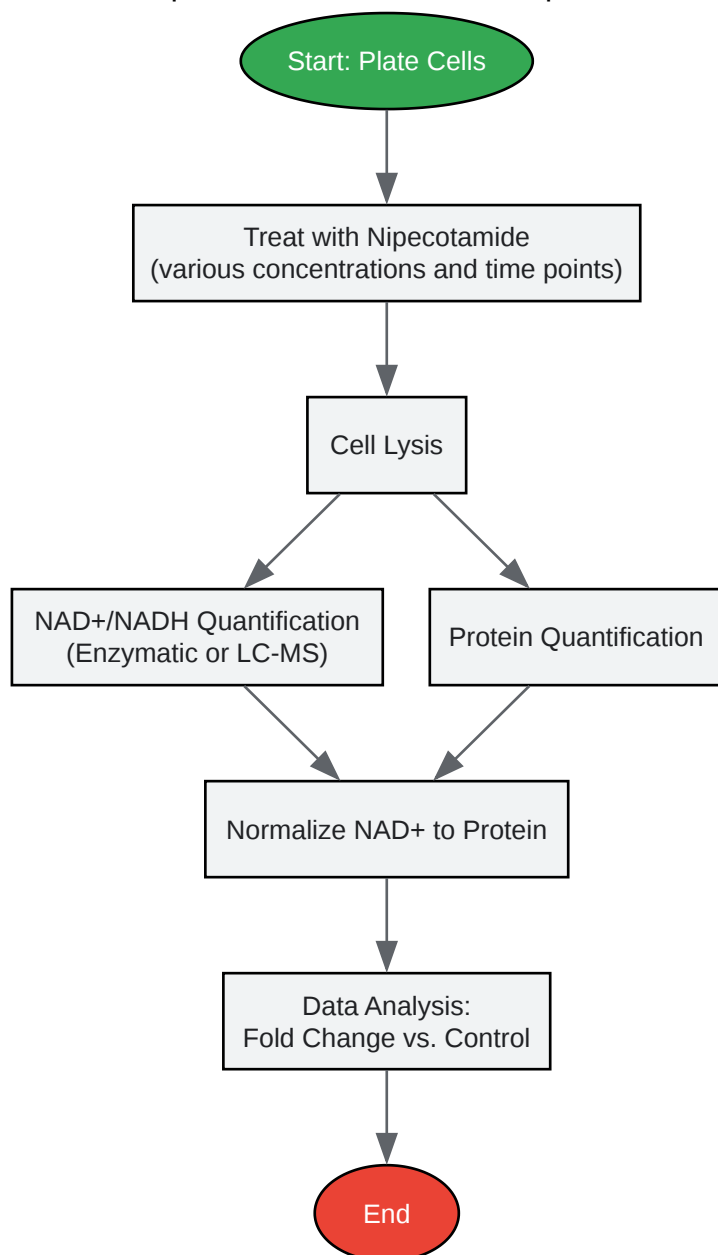 Start: Plate Cells
Treat with Nipecotamide
(various concentrations and time points)
Cell Lysis
NAD+/NADH Quantification
(Enzymatic or LC-MS)
Protein Quantification
Normalize NAD+ to Protein
Data Analysis:
Fold Change vs. Control
End